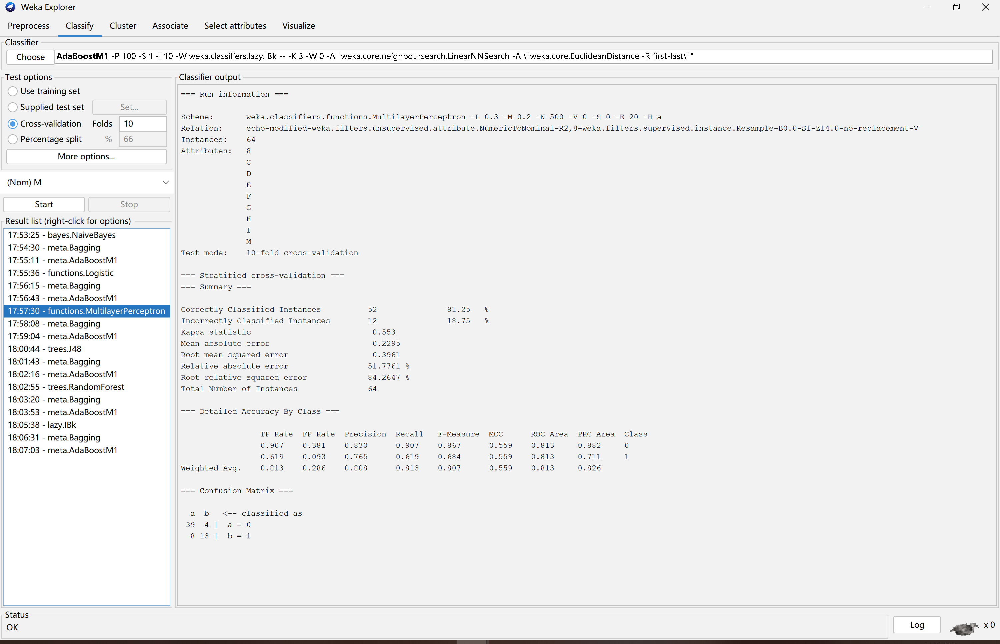 Weka Explorer
Preprocess Classify Cluster Associate Select attributes Visualize
Classifier
Choose AdaBoostM1 -P 100 -S 1 -I 10 -W weka.classifiers.lazy.IBk -- -K 3 -W 0 -A "weka.core.neighboursearch.LinearNNSearch -A \"weka.core.EuclideanDistance -R first-last\""
Test options
Use training set
Supplied test set Set...
Cross-validation Folds 10
Percentage split % 66
More options...
(Nom) M
Start Stop
Result list (right-click for options)
17:53:25 - bayes.NaiveBayes
17:54:30 - meta.Bagging
17:55:11 - meta.AdaBoostM1
17:55:36 - functions.Logistic
17:56:15 - meta.Bagging
17:56:43 - meta.AdaBoostM1
17:57:30 - functions.MultilayerPerceptron
17:58:08 - meta.Bagging
17:59:04 - meta.AdaBoostM1
18:00:44 - trees.J48
18:01:43 - meta.Bagging
18:02:16 - meta.AdaBoostM1
18:02:55 - trees.RandomForest
18:03:20 - meta.Bagging
18:03:53 - meta.AdaBoostM1
18:05:38 - lazy.IBk
18:06:31 - meta.Bagging
18:07:03 - meta.AdaBoostM1
Classifier output
=== Run information ===
Scheme: weka.classifiers.functions.MultilayerPerceptron -L 0.3 -M 0.2 -N 500 -V 0 -S 0 -E 20 -H a
Relation: echo-modified-weka.filters.unsupervised.attribute.NumericToNominal-R2,8-weka.filters.supervised.instance.Resample-B0.0-S1-Z14.0-no-replacement-V
Instances: 64
Attributes: 8
C
D
E
F
G
H
I
M
Test mode: 10-fold cross-validation
=== Stratified cross-validation ===
=== Summary ===
Correctly Classified Instances 52 81.25 %
Incorrectly Classified Instances 12 18.75 %
Kappa statistic 0.553
Mean absolute error 0.2295
Root mean squared error 0.3961
Relative absolute error 51.7761 %
Root relative squared error 84.2647 %
Total Number of Instances 64
=== Detailed Accuracy By Class ===
TP Rate FP Rate Precision Recall F-Measure MCC ROC Area PRC Area Class
0.907 0.381 0.830 0.907 0.867 0.559 0.813 0.882 0
0.619 0.093 0.765 0.619 0.684 0.559 0.813 0.711 1
Weighted Avg. 0.813 0.286 0.808 0.813 0.807 0.559 0.813 0.826
=== Confusion Matrix ===
a b <-- classified as
39 4 | a = 0
8 13 | b = 1
Status
OK
Log x 0